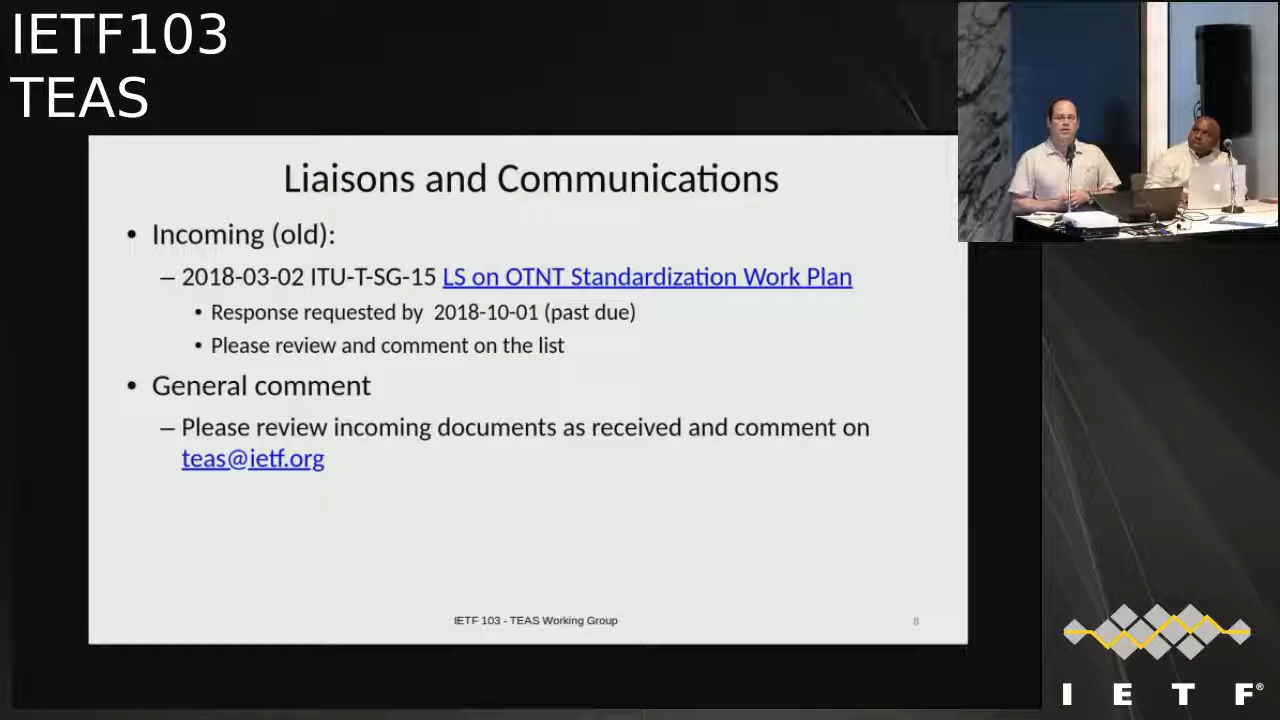 IETF103
TEAS
Liaisons and Communications
• Incoming (old):
– 2018-03-02 ITU-T-SG-15 LS on OTNT Standardization Work Plan
• Response requested by 2018-10-01 (past due)
• Please review and comment on the list
• General comment
– Please review incoming documents as received and comment on
teas@ietf.org
IETF 103 - TEAS Working Group
8
I E T F®